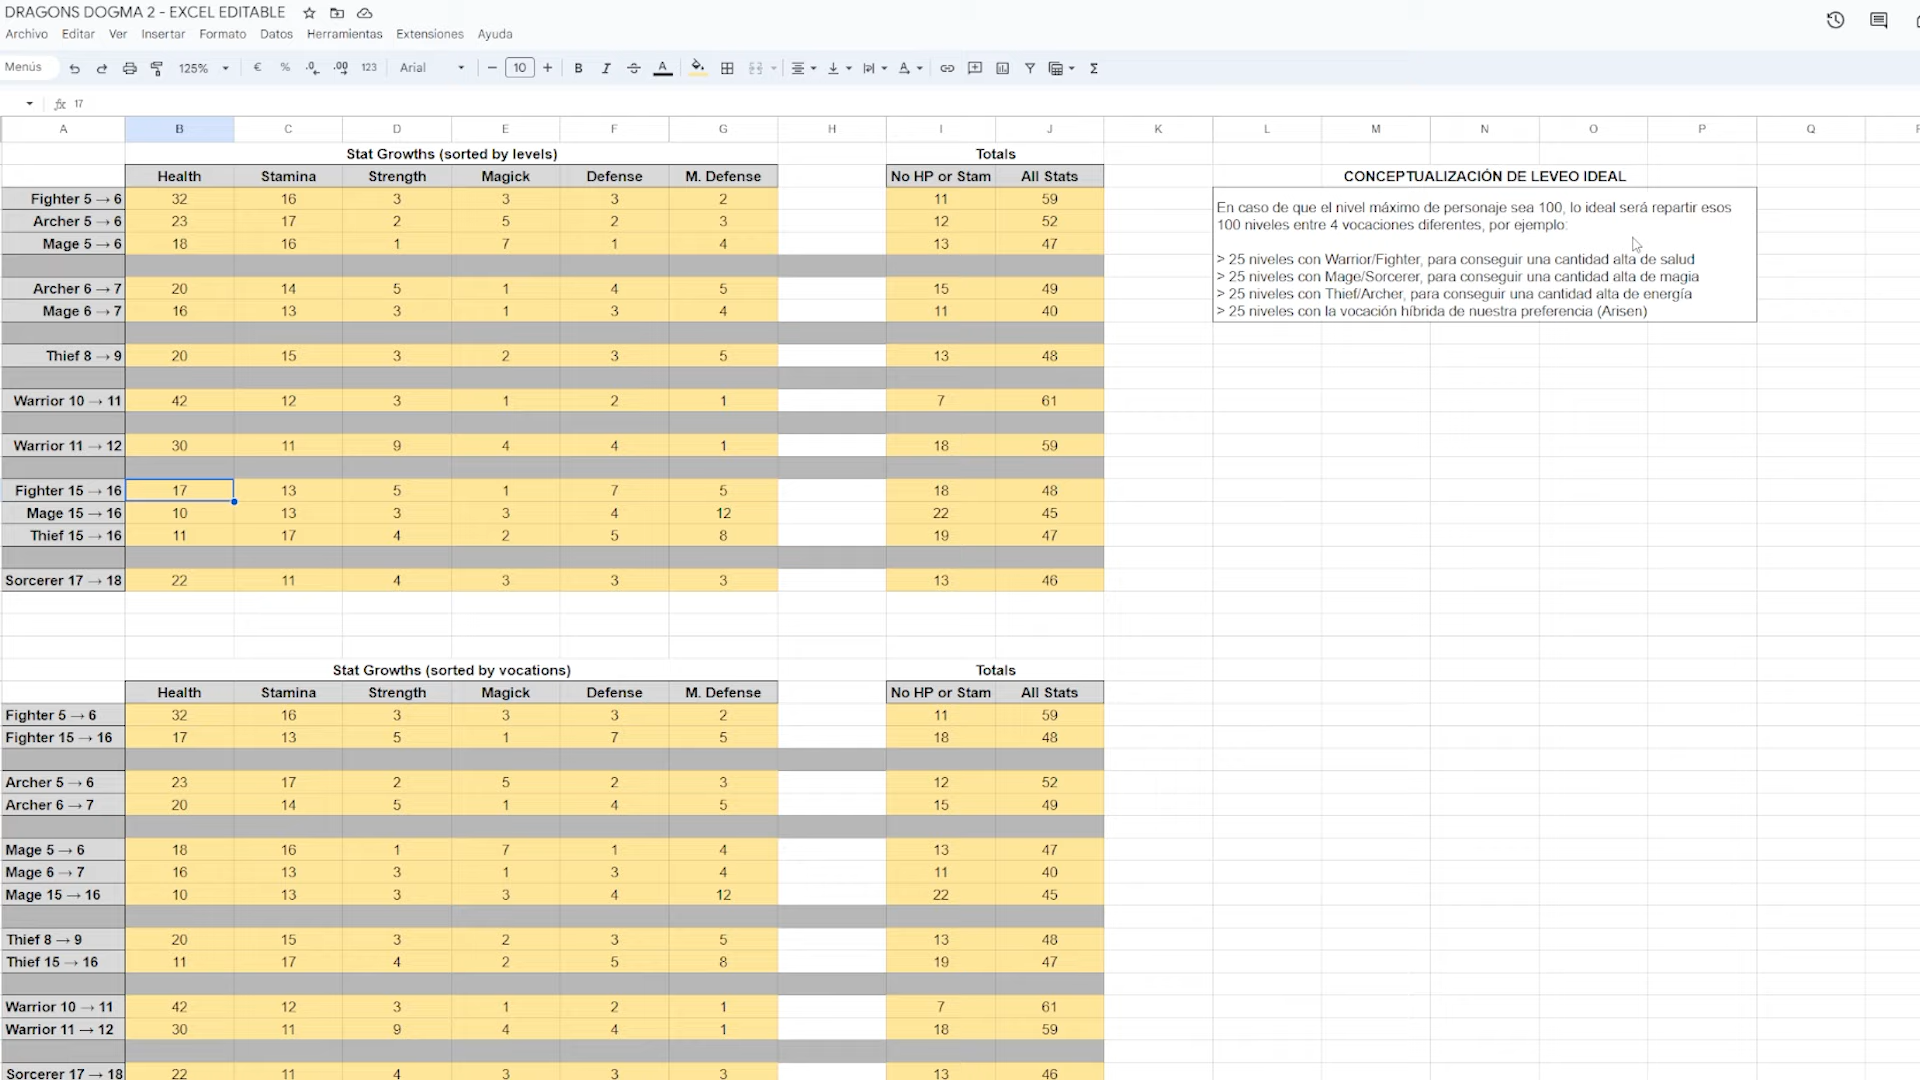 DRAGONS DOGMA 2 - EXCEL EDITABLE
Archivo Editar Ver Insertar Formato Datos Herramientas Extensiones Ayuda
Menús 125% € % .0 .00 123 Arial 10 B I A Σ
fx 17
A B C D E F G H I J K L M N O P Q
Stat Growths (sorted by levels) Totals
Health Stamina Strength Magick Defense M. Defense No HP or Stam All Stats CONCEPTUALIZACIÓN DE LEVEO IDEAL
Fighter 5 → 6 32 16 3 3 3 2 11 59
Archer 5 → 6 23 17 2 5 2 3 12 52
Mage 5 → 6 18 16 1 7 1 4 13 47
Archer 6 → 7 20 14 5 1 4 5 15 49
Mage 6 → 7 16 13 3 1 3 4 11 40
Thief 8 → 9 20 15 3 2 3 5 13 48
Warrior 10 → 11 42 12 3 1 2 1 7 61
Warrior 11 → 12 30 11 9 4 4 1 18 59
Fighter 15 → 16 17 13 5 1 7 5 18 48
Mage 15 → 16 10 13 3 3 4 12 22 45
Thief 15 → 16 11 17 4 2 5 8 19 47
Sorcerer 17 → 18 22 11 4 3 3 3 13 46
En caso de que el nivel máximo de personaje sea 100, lo ideal será repartir esos
100 niveles entre 4 vocaciones diferentes, por ejemplo:
> 25 niveles con Warrior/Fighter, para conseguir una cantidad alta de salud
> 25 niveles con Mage/Sorcerer, para conseguir una cantidad alta de magia
> 25 niveles con Thief/Archer, para conseguir una cantidad alta de energía
> 25 niveles con la vocación híbrida de nuestra preferencia (Arisen)
Stat Growths (sorted by vocations) Totals
Health Stamina Strength Magick Defense M. Defense No HP or Stam All Stats
Fighter 5 → 6 32 16 3 3 3 2 11 59
Fighter 15 → 16 17 13 5 1 7 5 18 48
Archer 5 → 6 23 17 2 5 2 3 12 52
Archer 6 → 7 20 14 5 1 4 5 15 49
Mage 5 → 6 18 16 1 7 1 4 13 47
Mage 6 → 7 16 13 3 1 3 4 11 40
Mage 15 → 16 10 13 3 3 4 12 22 45
Thief 8 → 9 20 15 3 2 3 5 13 48
Thief 15 → 16 11 17 4 2 5 8 19 47
Warrior 10 → 11 42 12 3 1 2 1 7 61
Warrior 11 → 12 30 11 9 4 4 1 18 59
Sorcerer 17 → 18 22 11 4 3 3 3 13 46